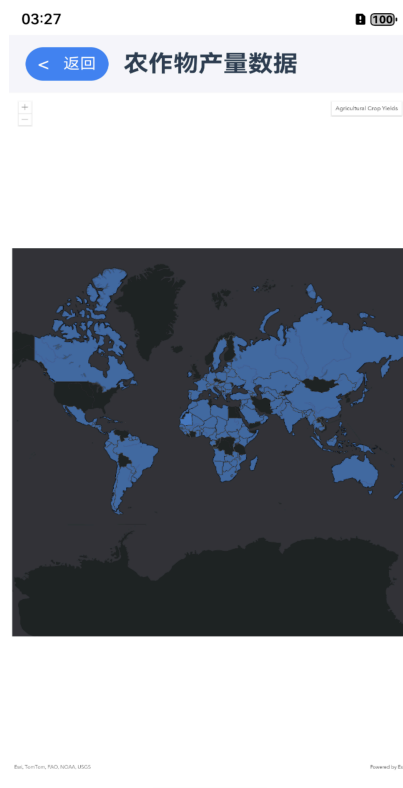 03:27
100
< 返回
农作物产量数据
+
−
Agricultural Crop Yields
Esri, TomTom, FAO, NOAA, USGS
Powered by Es